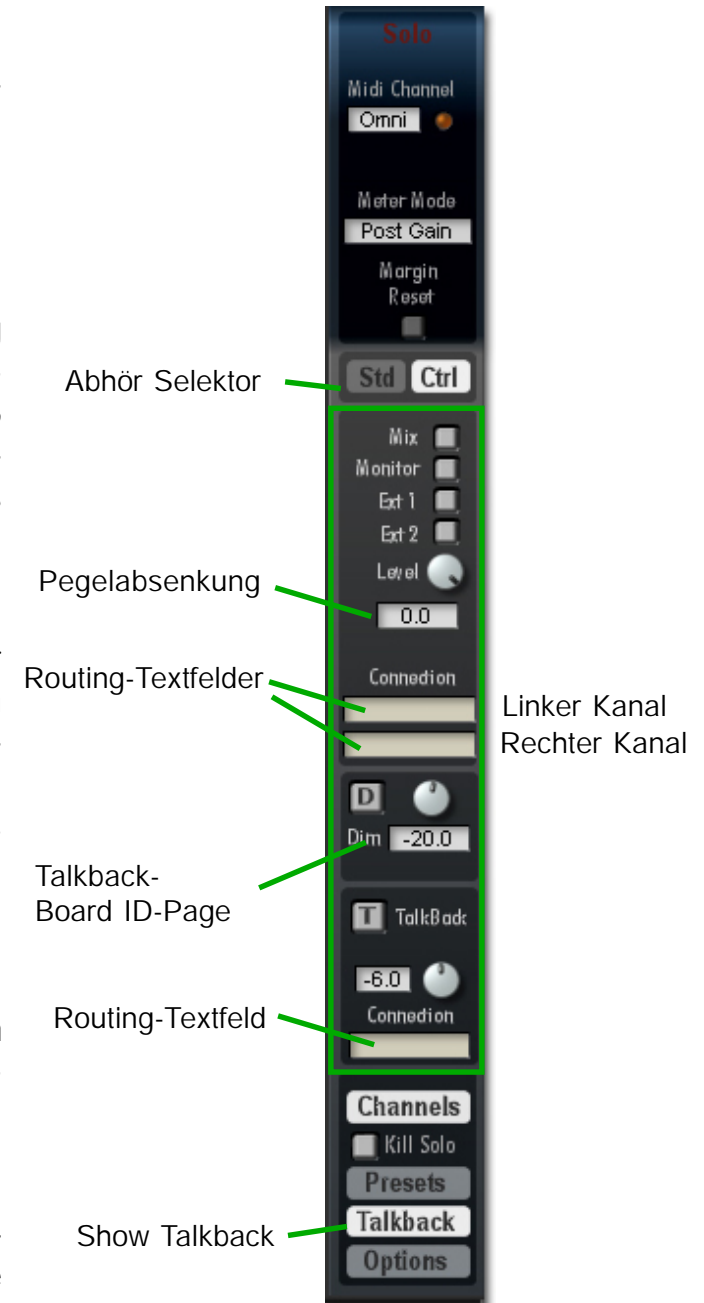 Solo
Midi Channel
Omni
Meter Mode
Post Gain
Margin
Reset
Abhör Selektor
Std Ctrl
Mix
Monitor
Ext 1
Ext 2
Level
Pegelabsenkung
0.0
Routing-Textfelder
Connection
Linker Kanal
Rechter Kanal
D
Dim -20.0
Talkback-
Board ID-Page
T TalkBack
-6.0
Routing-Textfeld
Connection
Channels
Kill Solo
Presets
Show Talkback
Talkback
Options